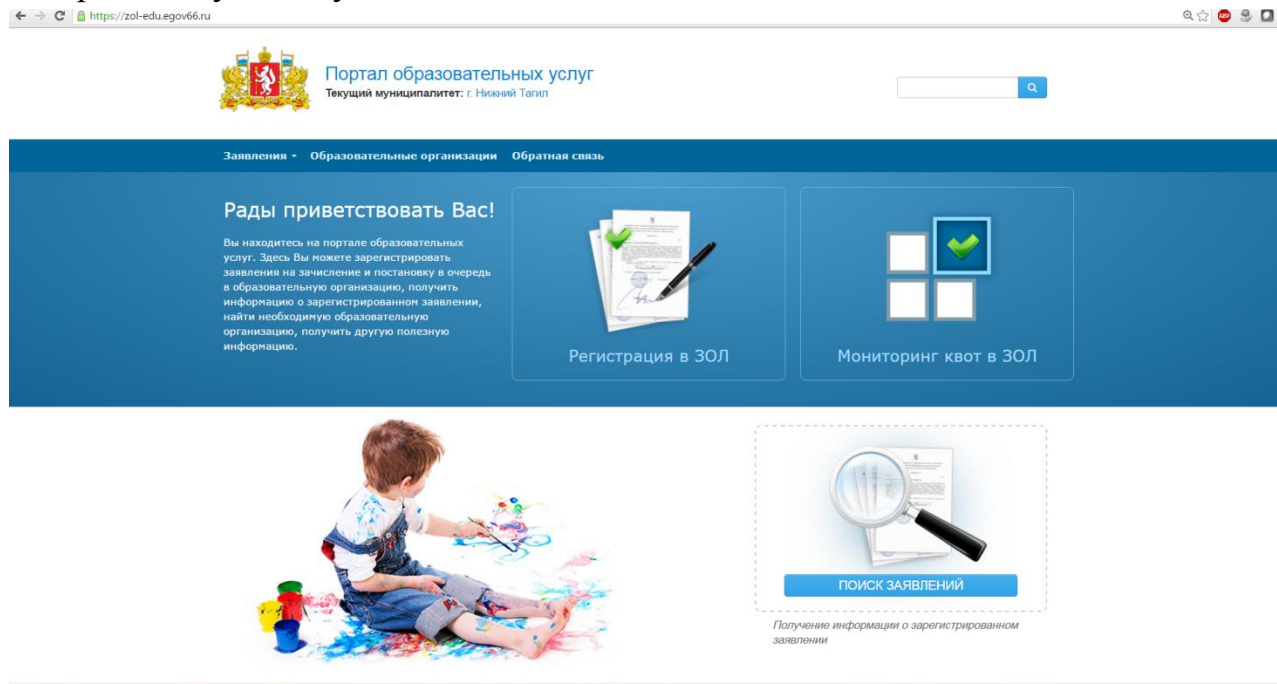 https://zol-edu.egov66.ru
ABP
Портал образовательных услуг
Текущий муниципалитет: г. Нижний Тагил
Заявления
Образовательные организации
Обратная связь
Рады приветствовать Вас!
Вы находитесь на портале образовательных
услуг. Здесь Вы можете зарегистрировать
заявления на зачисление и постановку в очередь
в образовательную организацию, получить
информацию о зарегистрированном заявлении,
найти необходимую образовательную
организацию, получить другую полезную
информацию.
Регистрация в ЗОЛ
Мониторинг квот в ЗОЛ
ПОИСК ЗАЯВЛЕНИЙ
Получение информации о зарегистрированном
заявлении